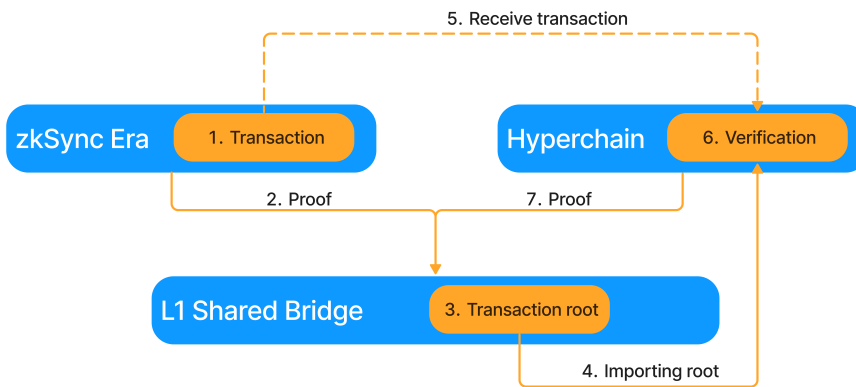 5. Receive transaction
zkSync Era
1. Transaction
Hyperchain
6. Verification
2. Proof
7. Proof
L1 Shared Bridge
3. Transaction root
4. Importing root